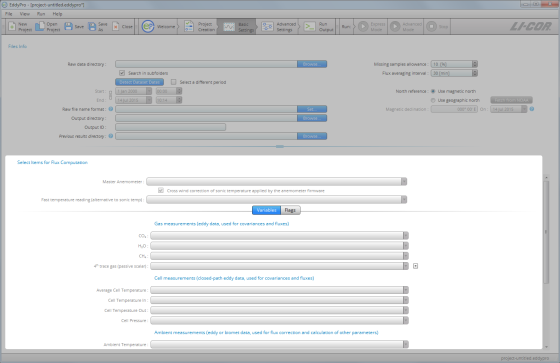 EddyPro - [project-untitled.eddypro*]
File View Run Help
New Project Open Project Save Save As Close Welcome Project Creation Basic Settings Advanced Settings Run Output Run Express Mode Advanced Mode Stop LI-COR
Files Info
Raw data directory : Browse... Missing samples allowance : 10 [%]
Search in subfolders Flux averaging interval : 30 [min]
Select a different period
Start : North reference : Use magnetic north
End : Use geographic north
Raw file name format : Set Magnetic declination :
Output directory : Browse...
Output ID :
Previous results directory : Browse...
Select Items for Flux Computation
Master Anemometer :
Cross wind correction of sonic temperature applied by the anemometer firmware
Fast temperature reading (alternative to sonic temp) :
Variables Flags
Gas measurements (eddy data, used for covariances and fluxes)
CO₂ :
H₂O :
CH₄ :
4ᵗʰ trace gas (passive scalar) :
Cell measurements (closed-path eddy data, used for covariances and fluxes)
Average Cell Temperature :
Cell Temperature In :
Cell Temperature Out :
Cell Pressure :
Ambient measurements (eddy or biomet data, used for flux correction and calculation of other parameters)
Ambient Temperature :
project-untitled.eddypro